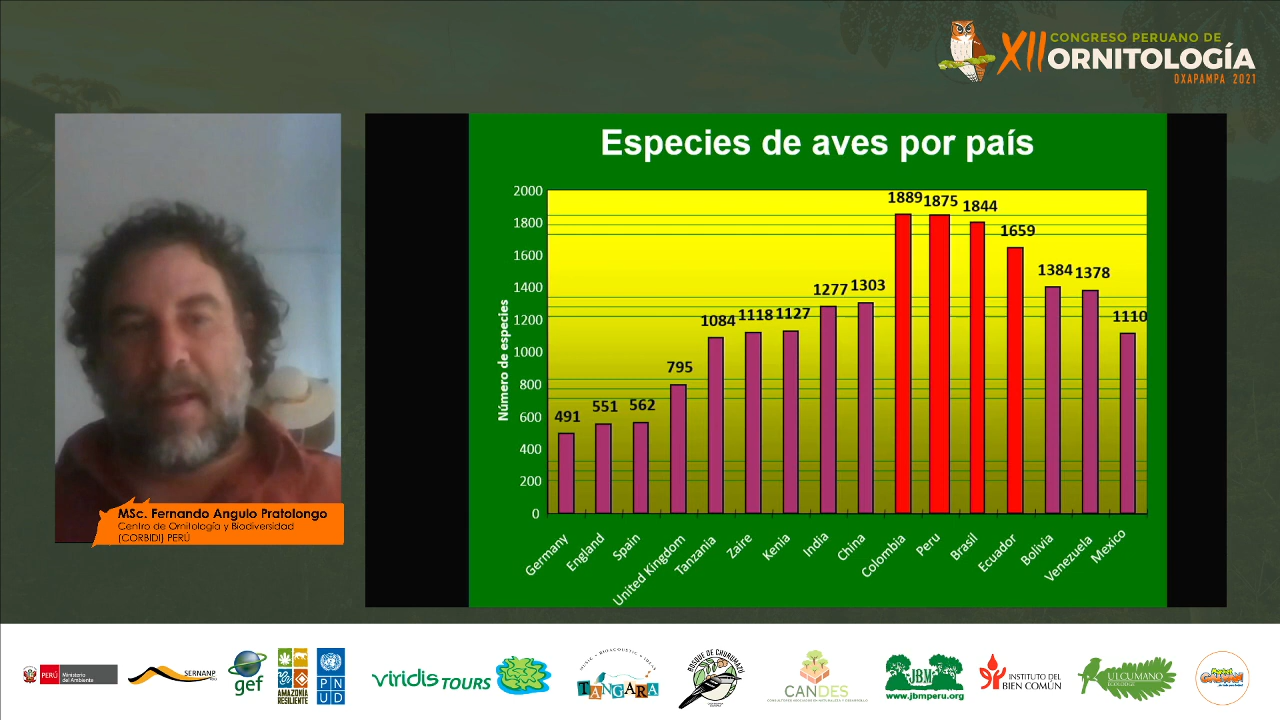 XII CONGRESO PERUANO DE
ORNITOLOGÍA
OXAPAMPA 2021
Especies de aves por país
Número de especies
2000
1800
1600
1400
1200
1000
800
600
400
200
0
491
551
562
795
1084
1118
1127
1277
1303
1889
1875
1844
1659
1384
1378
1110
Germany
England
Spain
United Kingdom
Tanzania
Zaire
Kenia
India
China
Colombia
Peru
Brasil
Ecuador
Bolivia
Venezuela
Mexico
MSc. Fernando Angulo Pratolongo
Centro de Ornitología y Biodiversidad
(CORBIDI) PERÚ
PERÚ
Ministerio
del Ambiente
SERNANP
gef
AMAZONÍA
RESILIENTE
P N
U D
viridis TOURS
TANGARA
BOSQUE DE CHURUMAZÚ
CANDES
JBM
www.jbmperu.org
INSTITUTO DEL
BIEN COMÚN
ULCUMANO
ECOLODGE